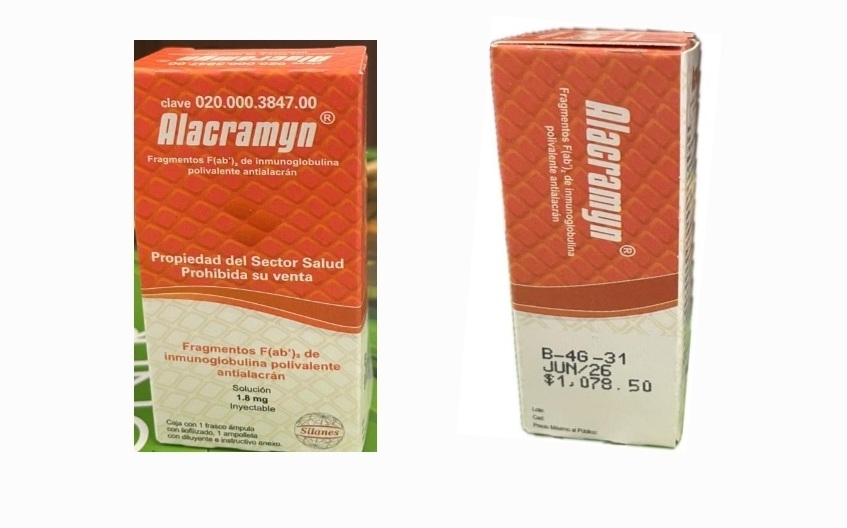 clave 020.000.3847.00
Alacramyn®
Fragmentos F(ab')₂ de inmunoglobulina
polivalente antialacrán
Propiedad del Sector Salud
Prohibida su venta
Fragmentos F(ab')₂ de
inmunoglobulina polivalente
antialacrán
Solución
1.8 mg
Inyectable
Caja con 1 frasco ámpula
con liofilizado, 1 ampolleta
con diluyente e instructivo anexo.
Silanes
Alacramyn®
Fragmentos F(ab')₂ de inmunoglobulina
polivalente antialacrán
B-4G-31
JUN/26
$1,078.50
Lote:
Cad:
Precio Máximo al Público: